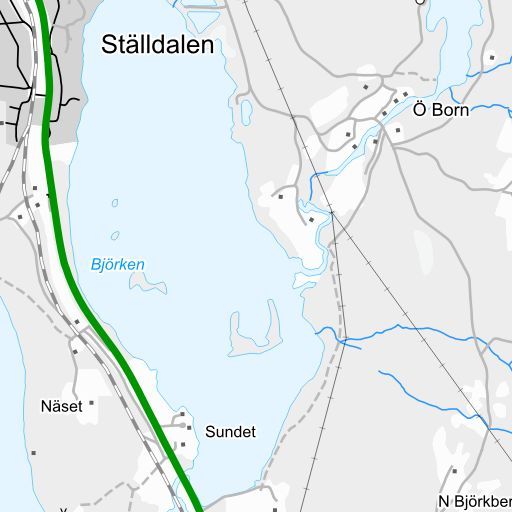 Ställdalen
Ö Born
Björken
Näset
Sundet
N Björkber